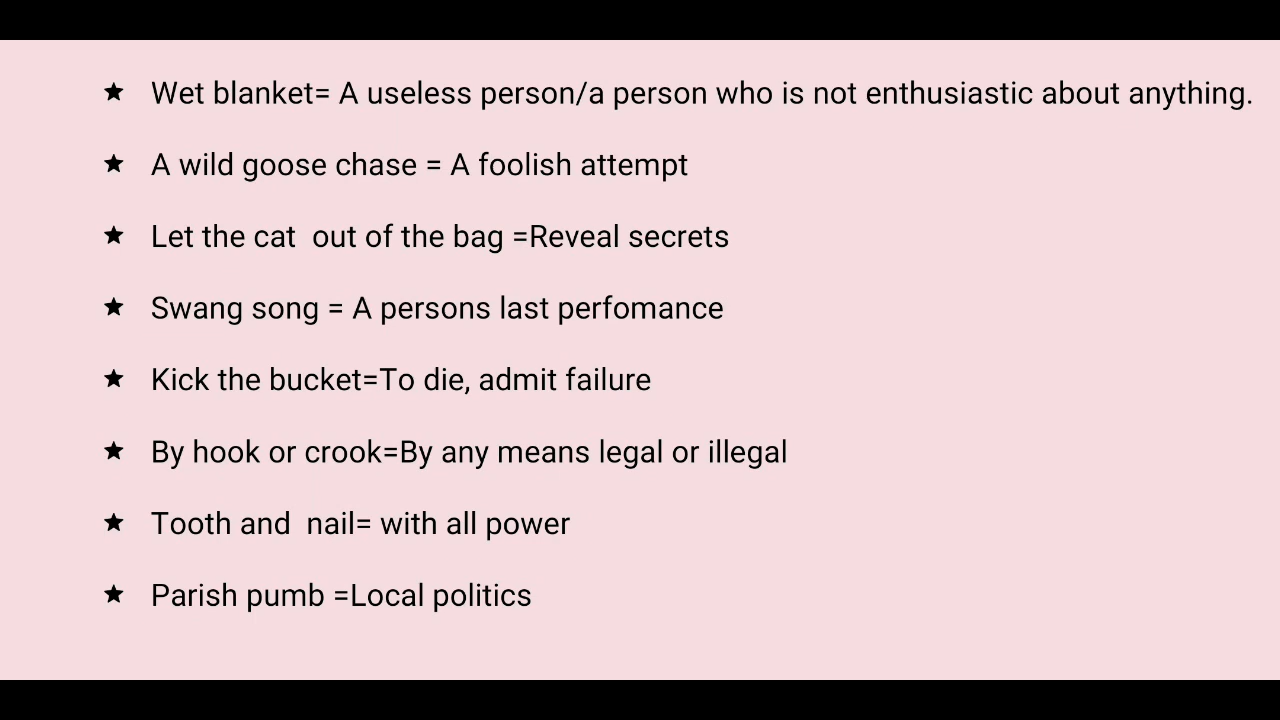 ★ Wet blanket= A useless person/a person who is not enthusiastic about anything.
★ A wild goose chase = A foolish attempt
★ Let the cat  out of the bag =Reveal secrets
★ Swang song = A persons last perfomance
★ Kick the bucket=To die, admit failure
★ By hook or crook=By any means legal or illegal
★ Tooth and  nail= with all power
★ Parish pumb =Local politics